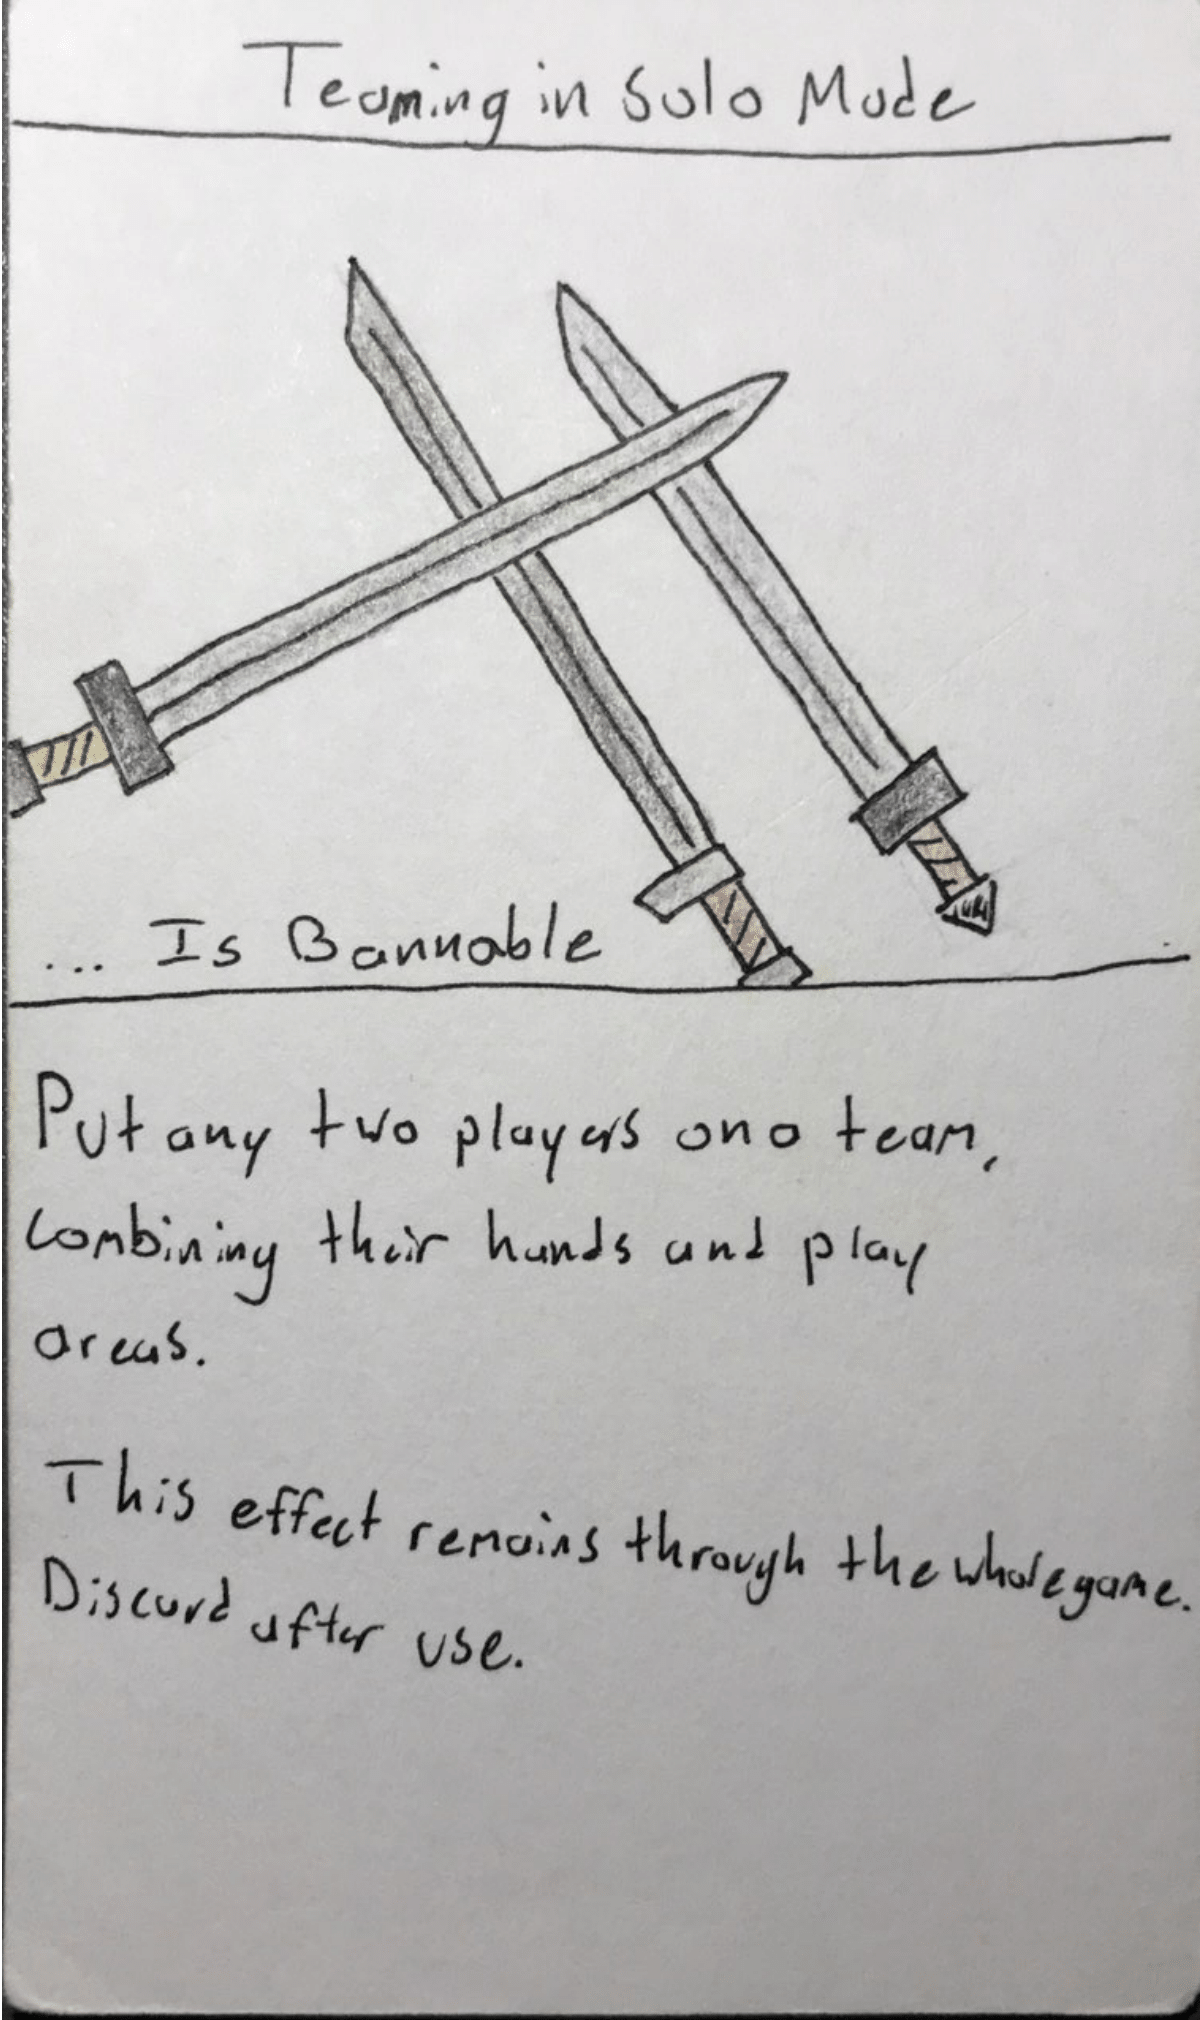 Teaming in Solo Mode
... Is Bannable
Put any two players on a team,
combining their hands and play
areas.
This effect remains through the whole game.
Discard after use.